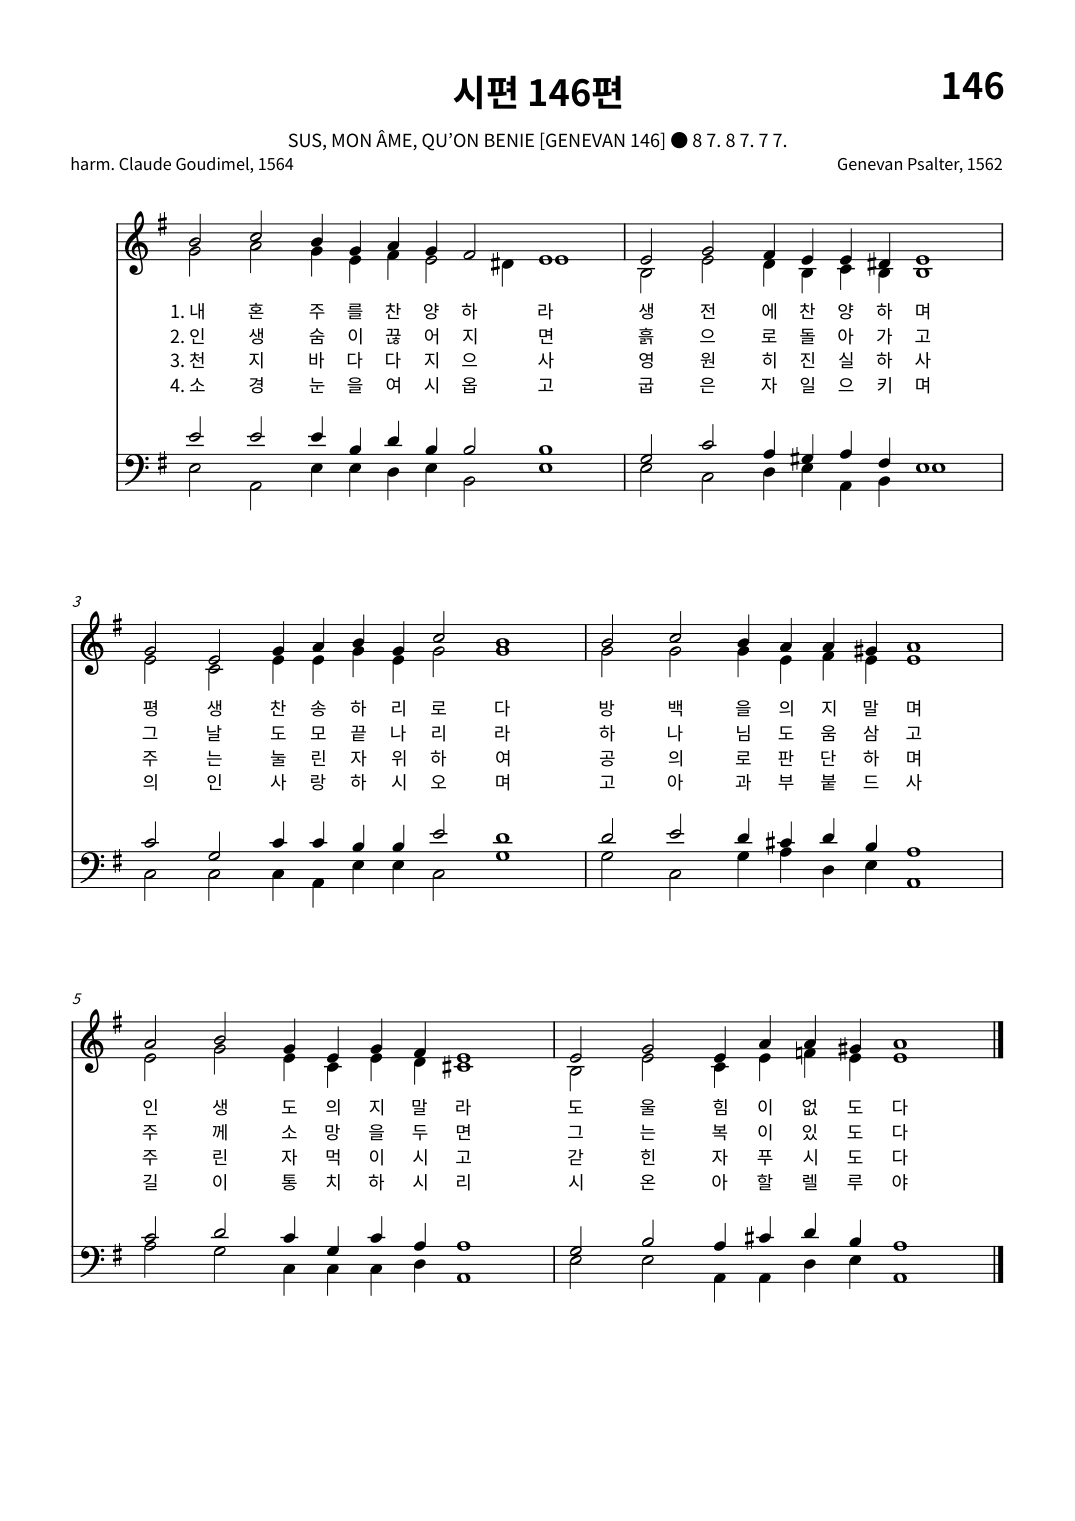 시편 146편
146
SUS, MON ÂME, QU’ON BENIE [GENEVAN 146] ● 8 7. 8 7. 7 7.
harm. Claude Goudimel, 1564
Genevan Psalter, 1562
1. 내 혼 주 를 찬 양 하 라 생 전 에 찬 양 하 며
2. 인 생 숨 이 끊 어 지 면 흙 으 로 돌 아 가 고
3. 천 지 바 다 다 지 으 사 영 원 히 진 실 하 사
4. 소 경 눈 을 여 시 옵 고 굽 은 자 일 으 키 며
3
평 생 찬 송 하 리 로 다 방 백 을 의 지 말 며
그 날 도 모 끝 나 리 라 하 나 님 도 움 삼 고
주 는 눌 린 자 위 하 여 공 의 로 판 단 하 며
의 인 사 랑 하 시 오 며 고 아 과 부 붙 드 사
5
인 생 도 의 지 말 라 도 울 힘 이 없 도 다
주 께 소 망 을 두 면 그 는 복 이 있 도 다
주 린 자 먹 이 시 고 갇 힌 자 푸 시 도 다
길 이 통 치 하 시 리 시 온 아 할 렐 루 야